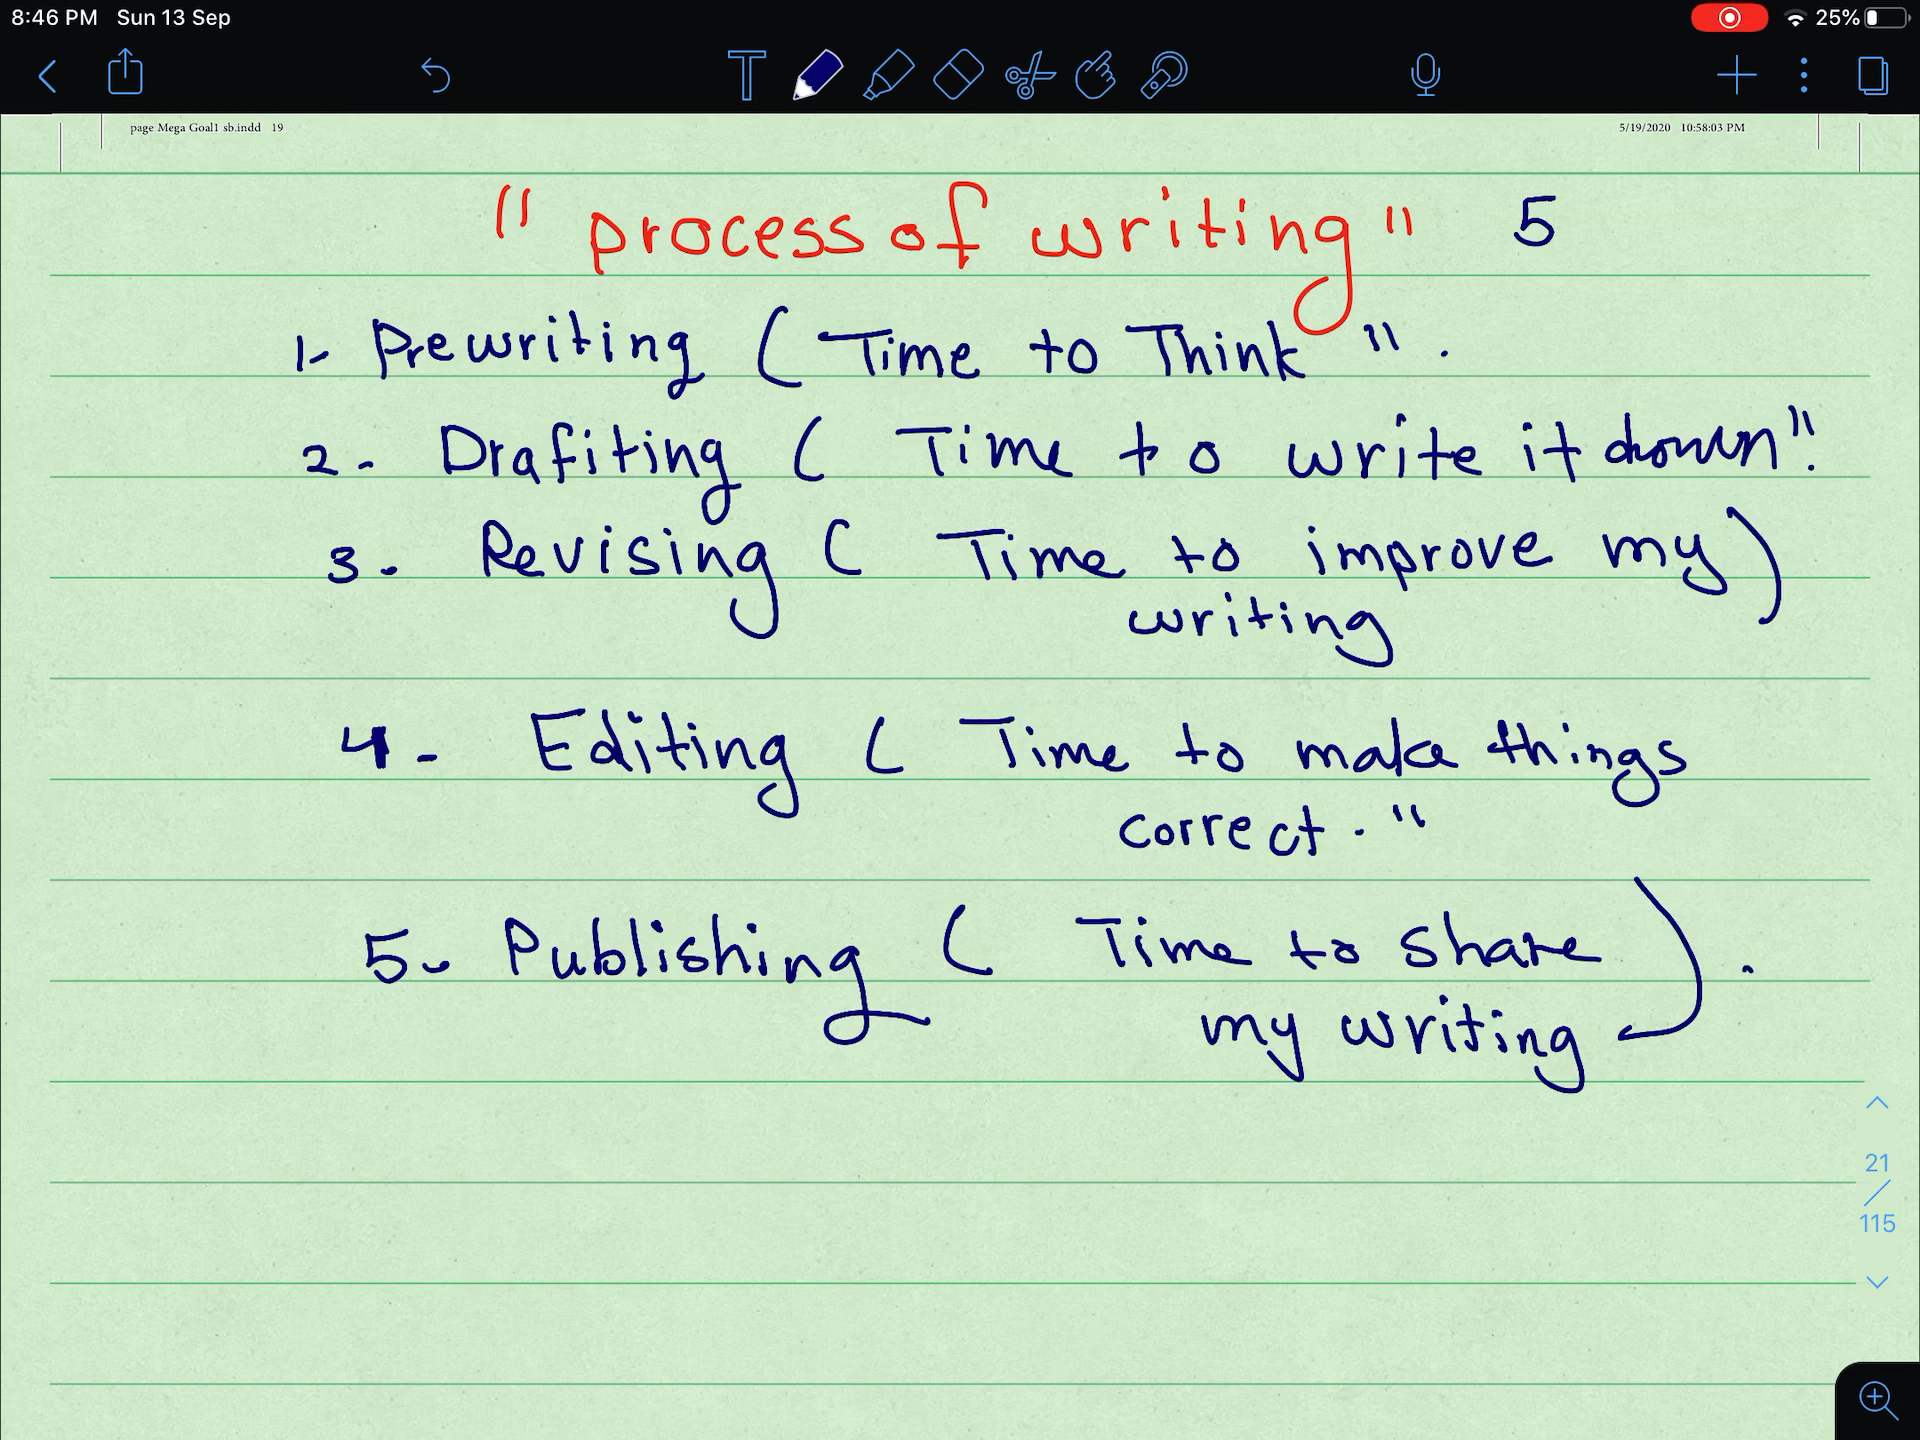 8:46 PM Sun 13 Sep 25%
T
page Mega Goal1 sb.indd 19 5/19/2020 10:58:03 PM
" process of writing " 5
1- Prewriting ( Time to Think " .
2- Drafiting ( Time to write it down".
3- Revising ( Time to improve my )
writing
4- Editing ( Time to make things
correct . "
5- Publishing ( Time to share
my writing ) .
21
/
115